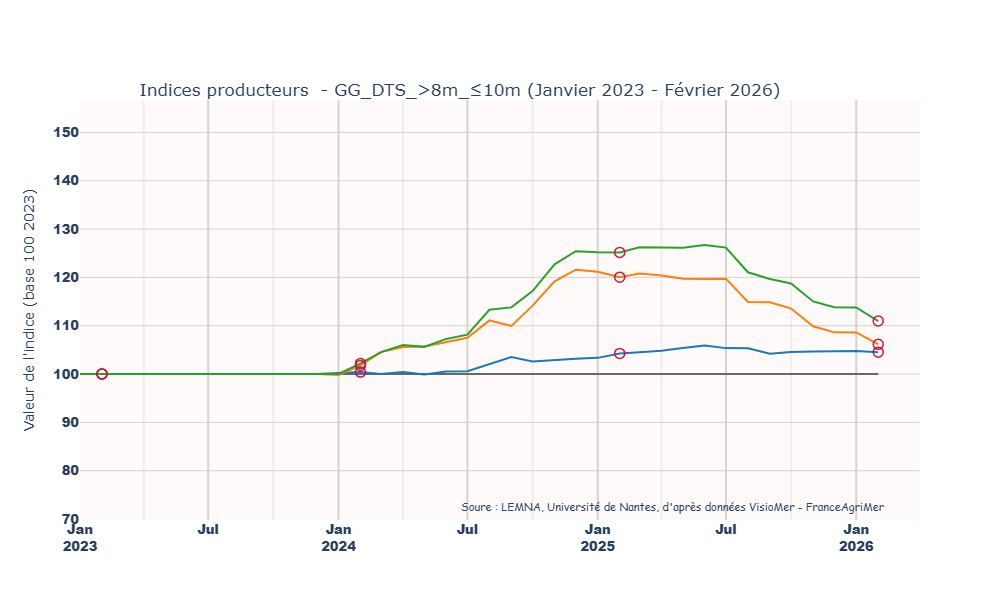 Indices producteurs - GG_DTS_>8m_≤10m (Janvier 2023 - Février 2026)
Valeur de l'indice (base 100 2023)
150
140
130
120
110
100
90
80
70
Soure : LEMNA, Université de Nantes, d'après données VisioMer - FranceAgriMer
Jan Jul Jan Jul Jan Jul Jan
2023 2024 2025 2026